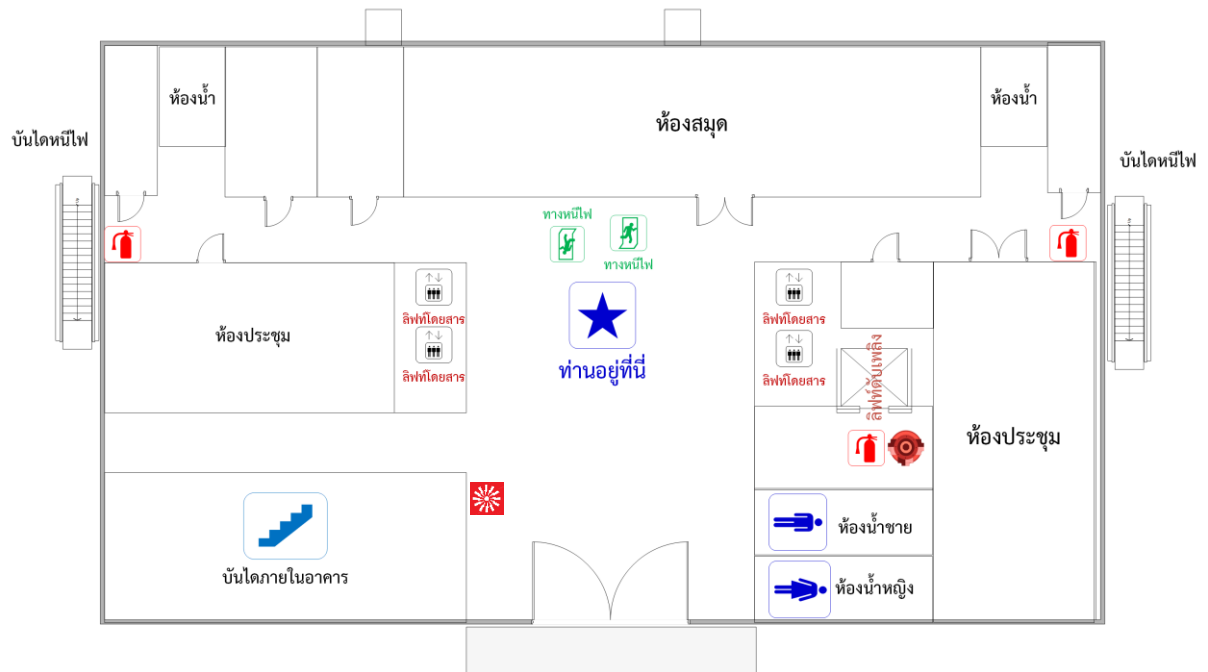 ห้องน้ำ
ห้องสมุด
ห้องน้ำ
บันไดหนีไฟ
บันไดหนีไฟ
ทางหนีไฟ
ทางหนีไฟ
ลิฟท์โดยสาร
ลิฟท์โดยสาร
ห้องประชุม
ท่านอยู่ที่นี่
ลิฟท์โดยสาร
ลิฟท์โดยสาร
ลิฟท์ดับเพลิง
ห้องประชุม
ห้องน้ำชาย
บันไดภายในอาคาร
ห้องน้ำหญิง